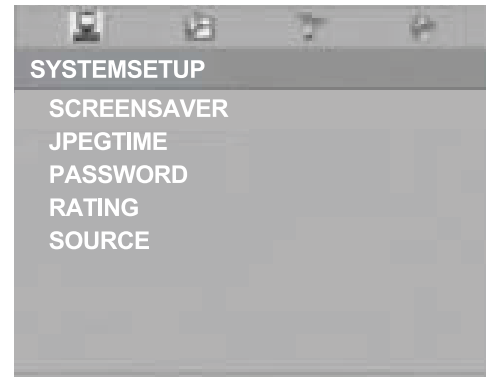 SYSTEMSETUP
SCREENSAVER
JPEGTIME
PASSWORD
RATING
SOURCE